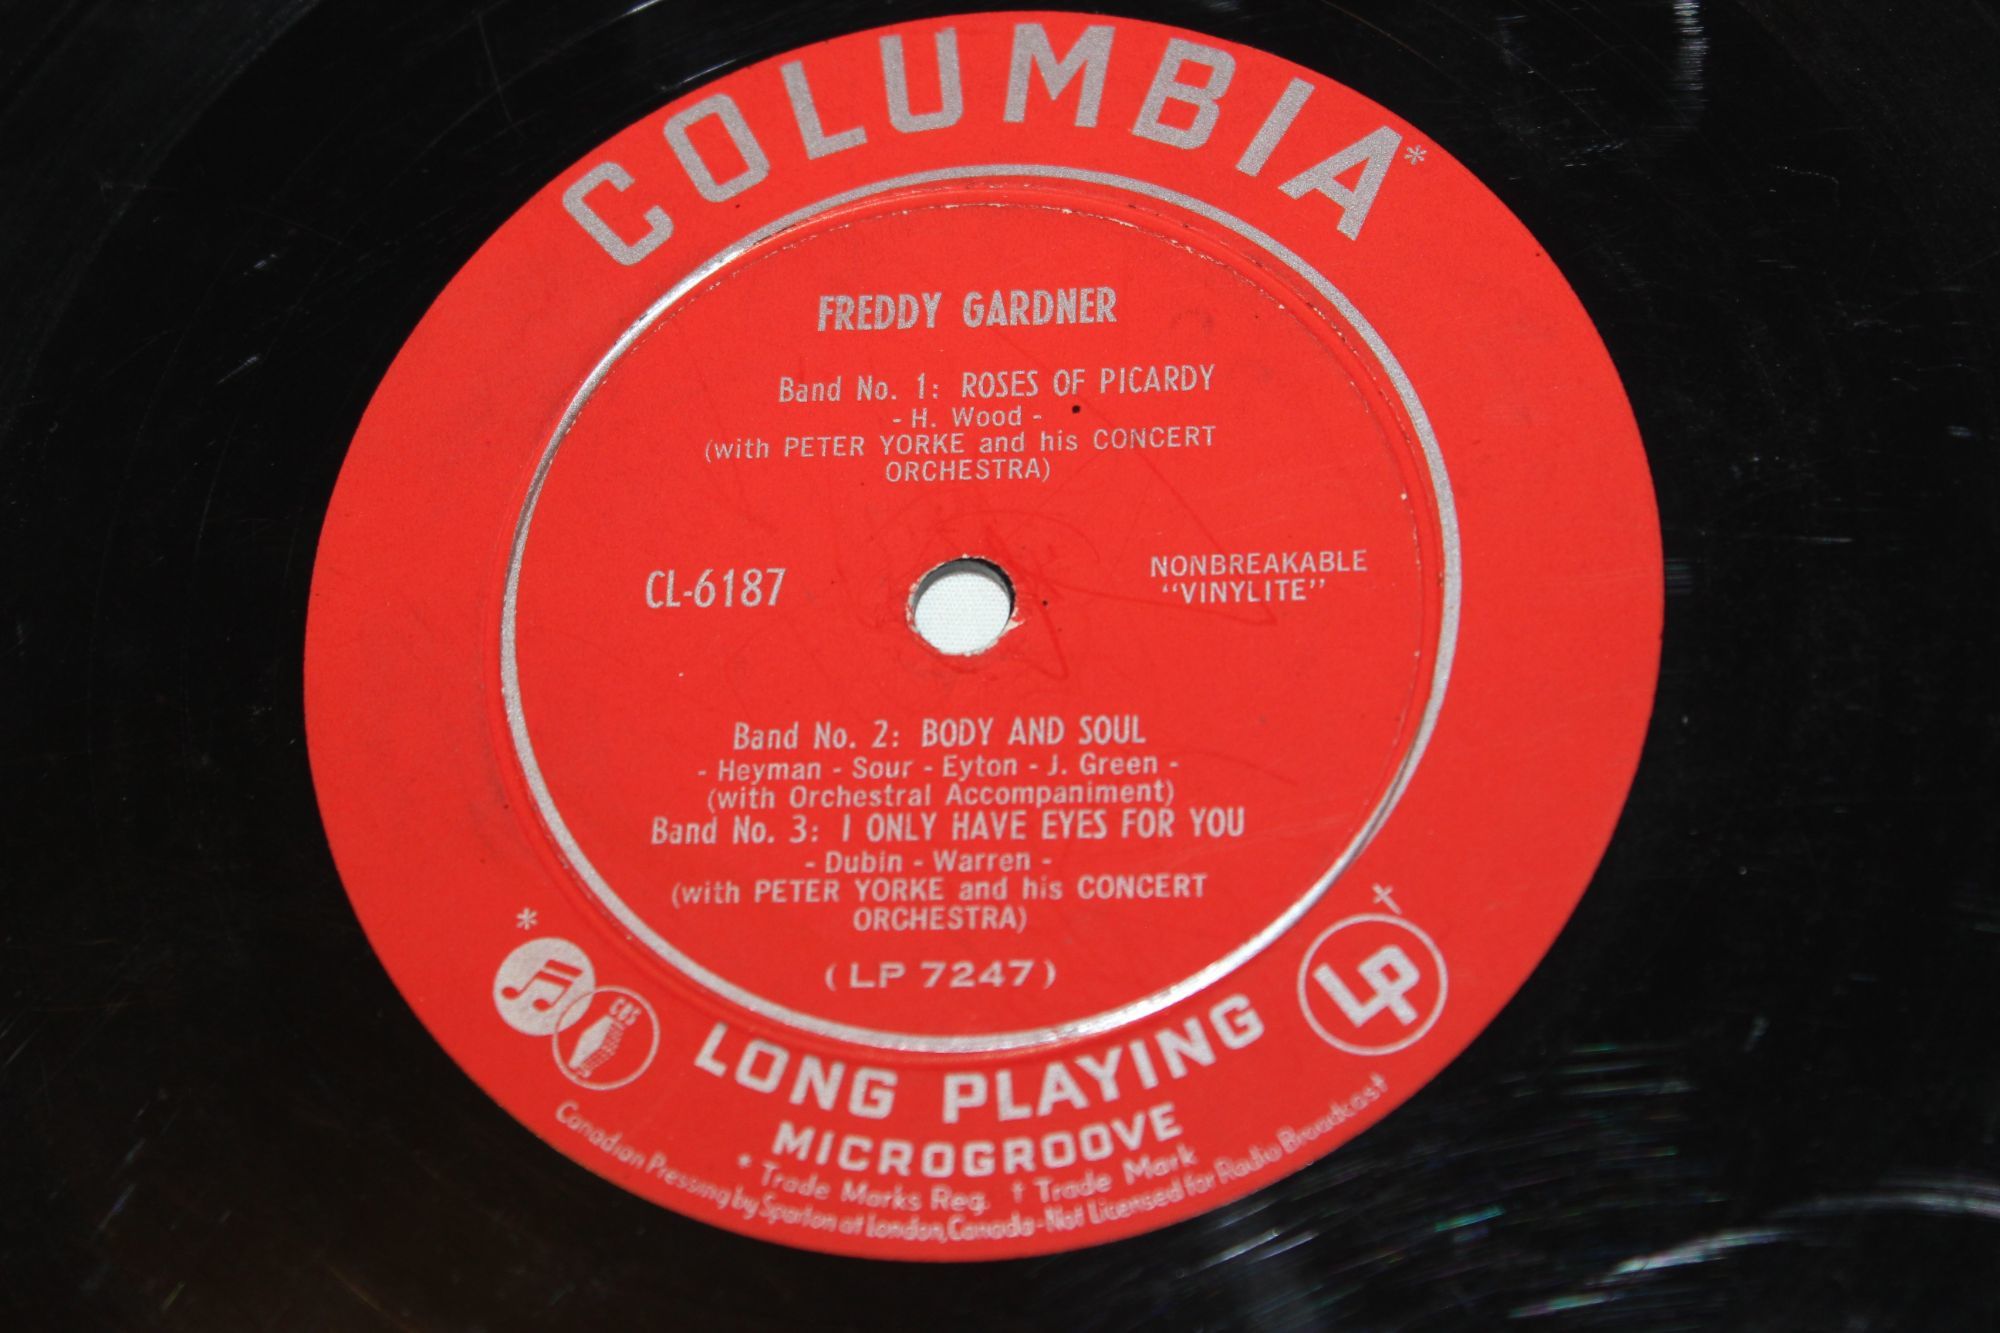 COLUMBIA*
FREDDY GARDNER
Band No. 1: ROSES OF PICARDY
- H. Wood -
(with PETER YORKE and his CONCERT
ORCHESTRA)
CL-6187
NONBREAKABLE
"VINYLITE"
Band No. 2: BODY AND SOUL
- Heyman - Sour - Eyton - J. Green -
(with Orchestral Accompaniment)
Band No. 3: I ONLY HAVE EYES FOR YOU
- Dubin - Warren -
(with PETER YORKE and his CONCERT
ORCHESTRA)
(LP 7247)
*
CBS
†
LP
LONG PLAYING
MICROGROOVE
* Trade Marks Reg. † Trade Mark
Canadian Pressing by Sparton of London, Canada - Not Licensed for Radio Broadcast